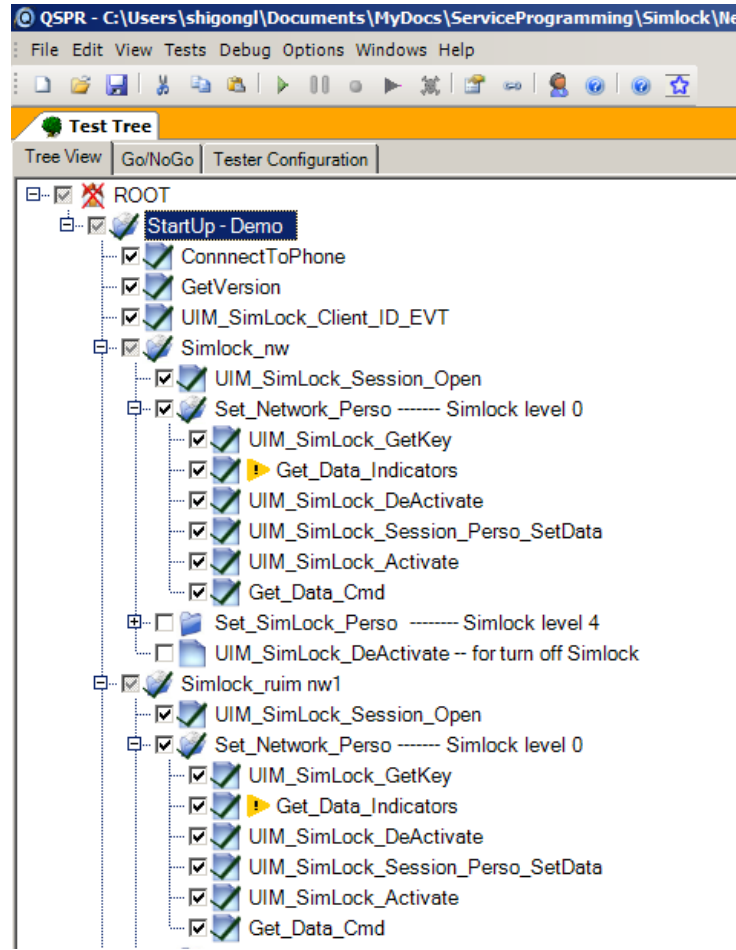 QSPR - C:\Users\shigongl\Documents\MyDocs\ServiceProgramming\Simlock\Ne
File Edit View Tests Debug Options Windows Help
Test Tree
Tree View Go/NoGo Tester Configuration
ROOT
StartUp - Demo
ConnnectToPhone
GetVersion
UIM_SimLock_Client_ID_EVT
Simlock_nw
UIM_SimLock_Session_Open
Set_Network_Perso ------- Simlock level 0
UIM_SimLock_GetKey
Get_Data_Indicators
UIM_SimLock_DeActivate
UIM_SimLock_Session_Perso_SetData
UIM_SimLock_Activate
Get_Data_Cmd
Set_SimLock_Perso -------- Simlock level 4
UIM_SimLock_DeActivate -- for turn off Simlock
Simlock_ruim nw1
UIM_SimLock_Session_Open
Set_Network_Perso ------- Simlock level 0
UIM_SimLock_GetKey
Get_Data_Indicators
UIM_SimLock_DeActivate
UIM_SimLock_Session_Perso_SetData
UIM_SimLock_Activate
Get_Data_Cmd